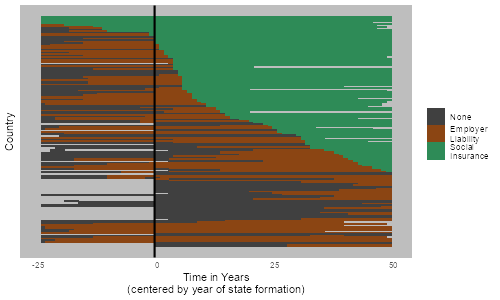 Country
None
Employer
Liability
Social
Insurance
-25
0
25
50
Time in Years
(centered by year of state formation)